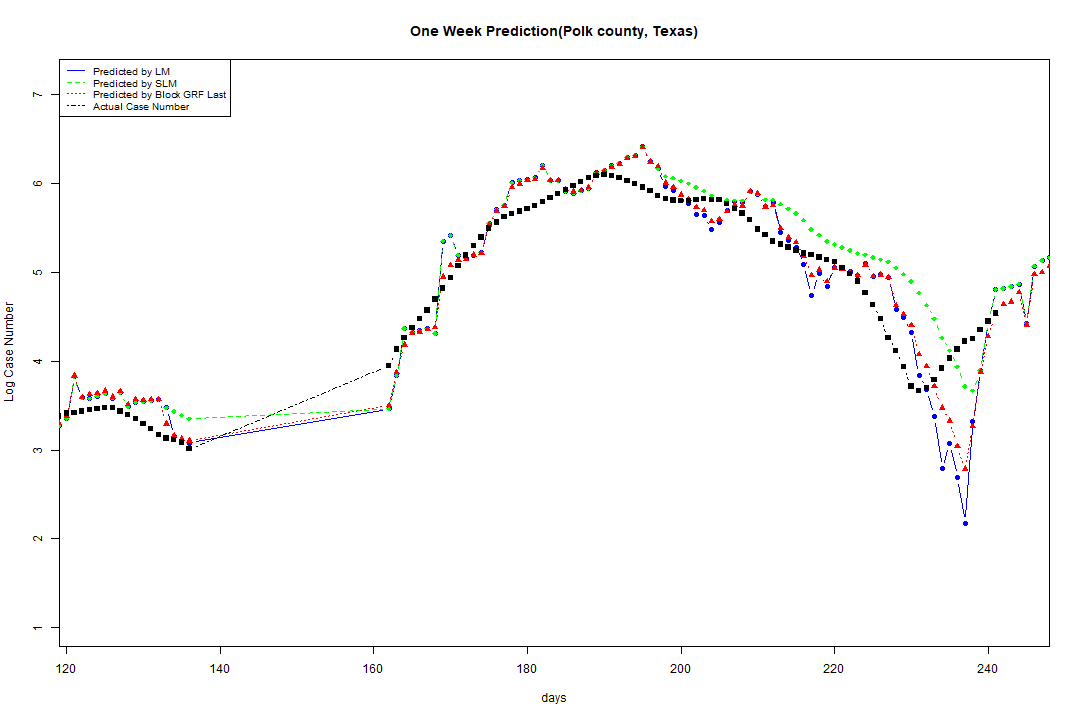 One Week Prediction(Polk county, Texas)
Predicted by LM
Predicted by SLM
Predicted by Block GRF Last
Actual Case Number
Log Case Number
7
6
5
4
3
2
1
120 140 160 180 200 220 240
days